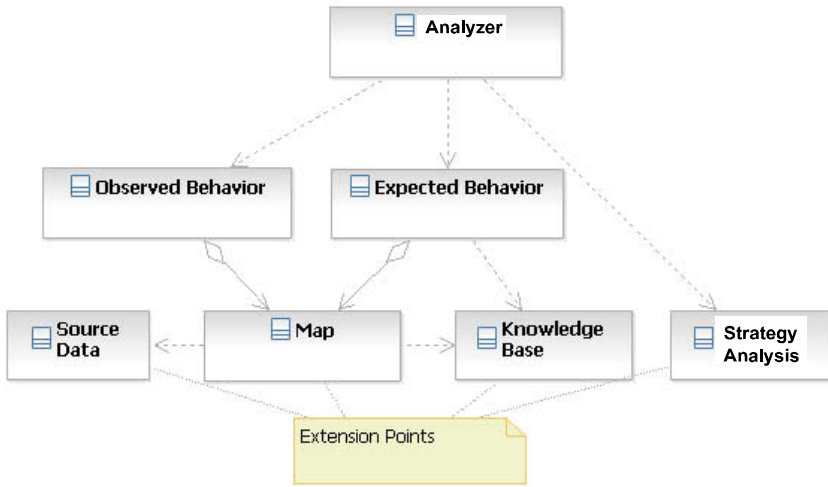 Analyzer
Observed Behavior
Expected Behavior
Source
Data
Map
Knowledge
Base
Strategy
Analysis
Extension Points